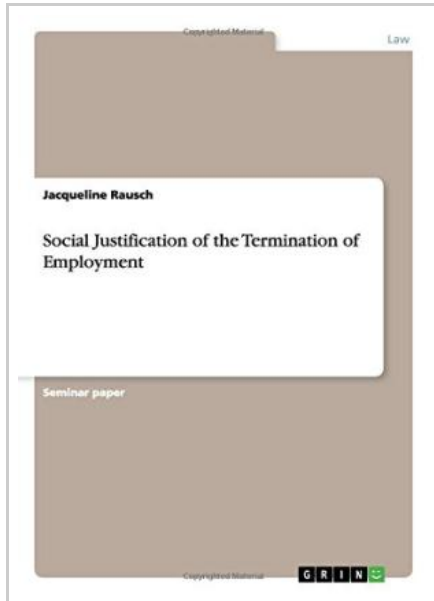 Copyrighted Material
Law
Jacqueline Rausch
Social Justification of the Termination of
Employment
Seminar paper
Copyrighted Material
GRIN